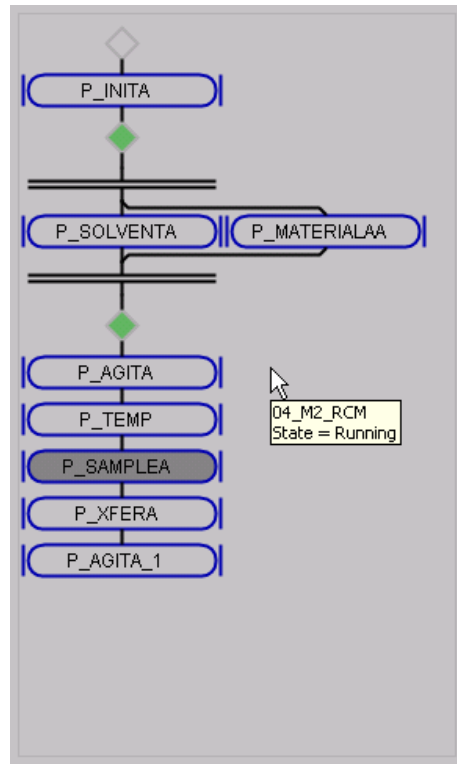 P_INITA
P_SOLVENTA
P_MATERIALAA
P_AGITA
P_TEMP
04_M2_RCM
State = Running
P_SAMPLEA
P_XFERA
P_AGITA_1